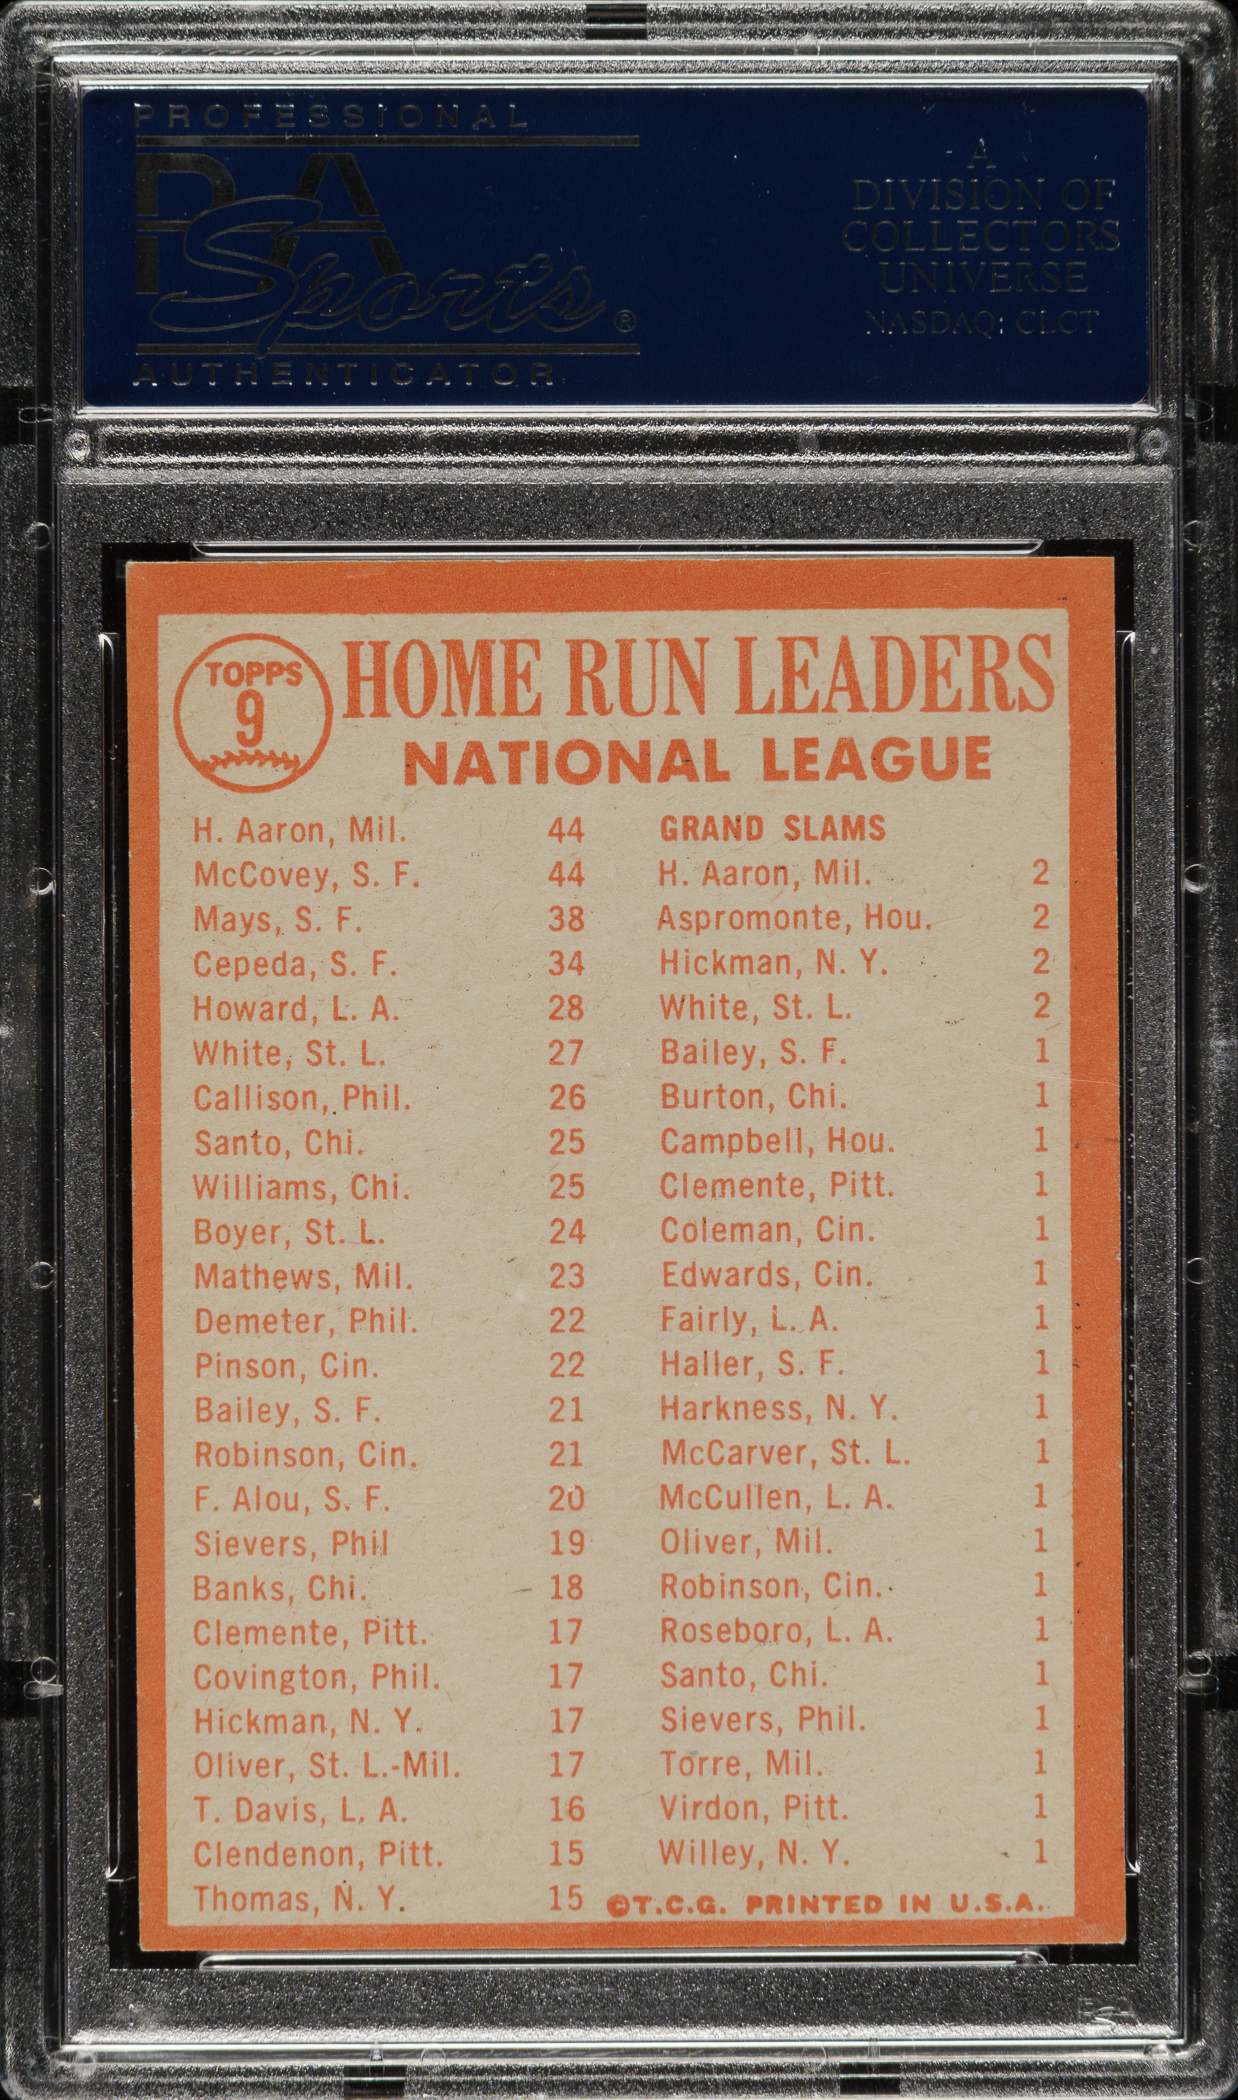 PROFESSIONAL
PSA
Sports®
AUTHENTICATOR
A
DIVISION OF
COLLECTORS
UNIVERSE
NASDAQ: CLCT
TOPPS
9
HOME RUN LEADERS
NATIONAL LEAGUE
H. Aaron, Mil. 44
McCovey, S. F. 44
Mays, S. F. 38
Cepeda, S. F. 34
Howard, L. A. 28
White, St. L. 27
Callison, Phil. 26
Santo, Chi. 25
Williams, Chi. 25
Boyer, St. L. 24
Mathews, Mil. 23
Demeter, Phil. 22
Pinson, Cin. 22
Bailey, S. F. 21
Robinson, Cin. 21
F. Alou, S. F. 20
Sievers, Phil 19
Banks, Chi. 18
Clemente, Pitt. 17
Covington, Phil. 17
Hickman, N. Y. 17
Oliver, St. L.-Mil. 17
T. Davis, L. A. 16
Clendenon, Pitt. 15
Thomas, N. Y. 15
GRAND SLAMS
H. Aaron, Mil. 2
Aspromonte, Hou. 2
Hickman, N. Y. 2
White, St. L. 2
Bailey, S. F. 1
Burton, Chi. 1
Campbell, Hou. 1
Clemente, Pitt. 1
Coleman, Cin. 1
Edwards, Cin. 1
Fairly, L. A. 1
Haller, S. F. 1
Harkness, N. Y. 1
McCarver, St. L. 1
McCullen, L. A. 1
Oliver, Mil. 1
Robinson, Cin. 1
Roseboro, L. A. 1
Santo, Chi. 1
Sievers, Phil. 1
Torre, Mil. 1
Virdon, Pitt. 1
Willey, N. Y. 1
©T.C.G. PRINTED IN U.S.A.